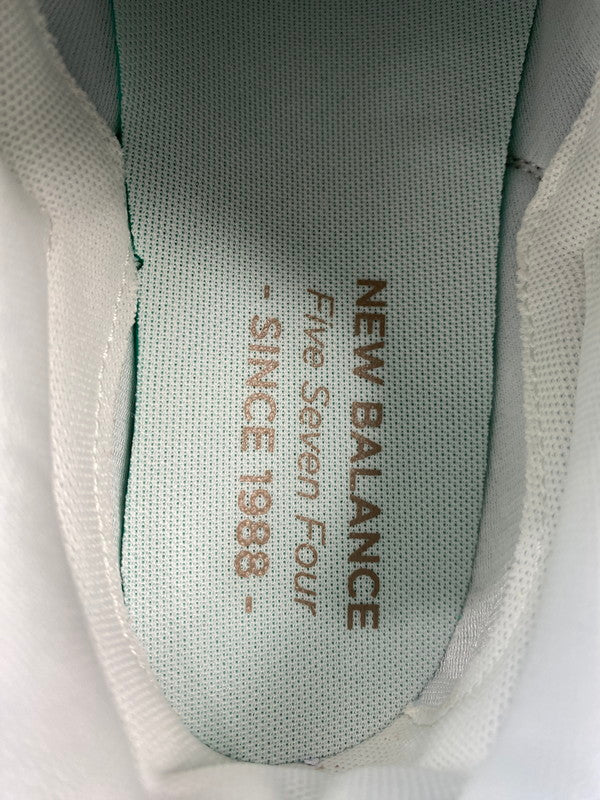 NEW BALANCE
Five Seven Four
- SINCE 1988 -